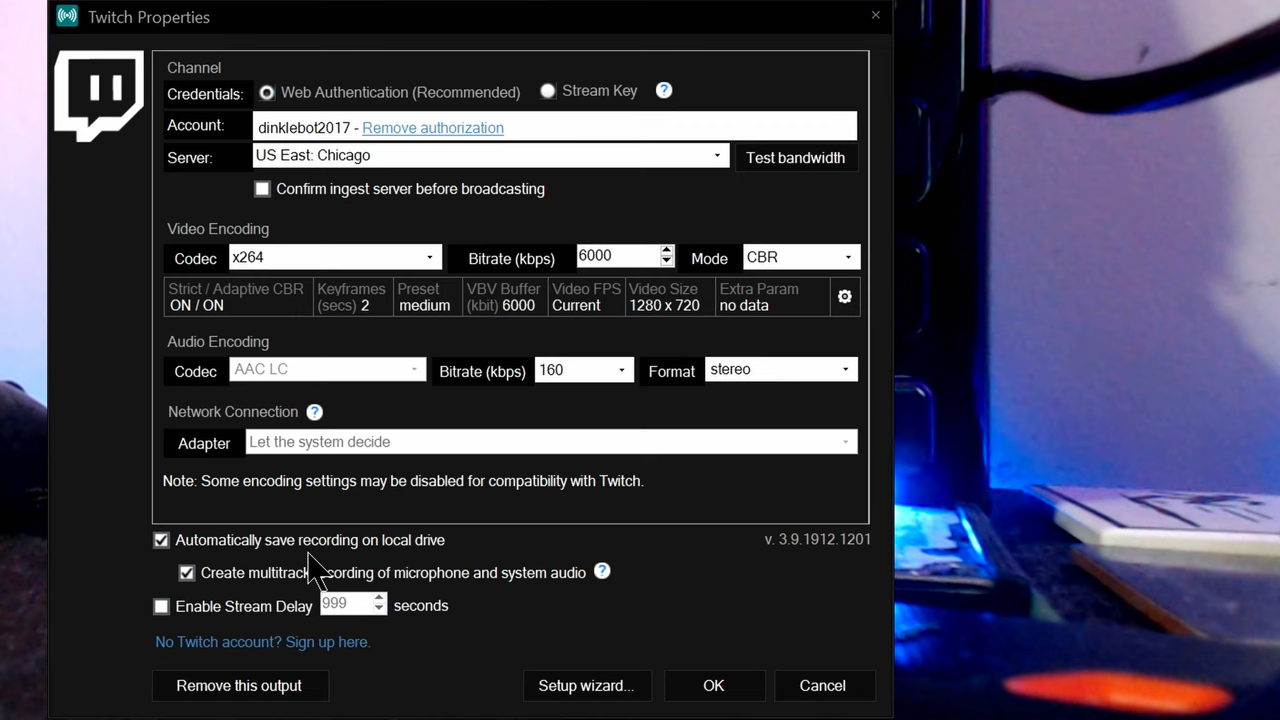 Twitch Properties
Channel
Credentials: Web Authentication (Recommended) Stream Key ?
Account: dinklebot2017 - Remove authorization
Server: US East: Chicago Test bandwidth
Confirm ingest server before broadcasting
Video Encoding
Codec x264 Bitrate (kbps) 6000 Mode CBR
Strict / Adaptive CBR Keyframes Preset VBV Buffer Video FPS Video Size Extra Param
ON / ON (secs) 2 medium (kbit) 6000 Current 1280 x 720 no data
Audio Encoding
Codec AAC LC Bitrate (kbps) 160 Format stereo
Network Connection ?
Adapter Let the system decide
Note: Some encoding settings may be disabled for compatibility with Twitch.
Automatically save recording on local drive v. 3.9.1912.1201
Create multitrack recording of microphone and system audio ?
Enable Stream Delay 999 seconds
No Twitch account? Sign up here.
Remove this output Setup wizard... OK Cancel